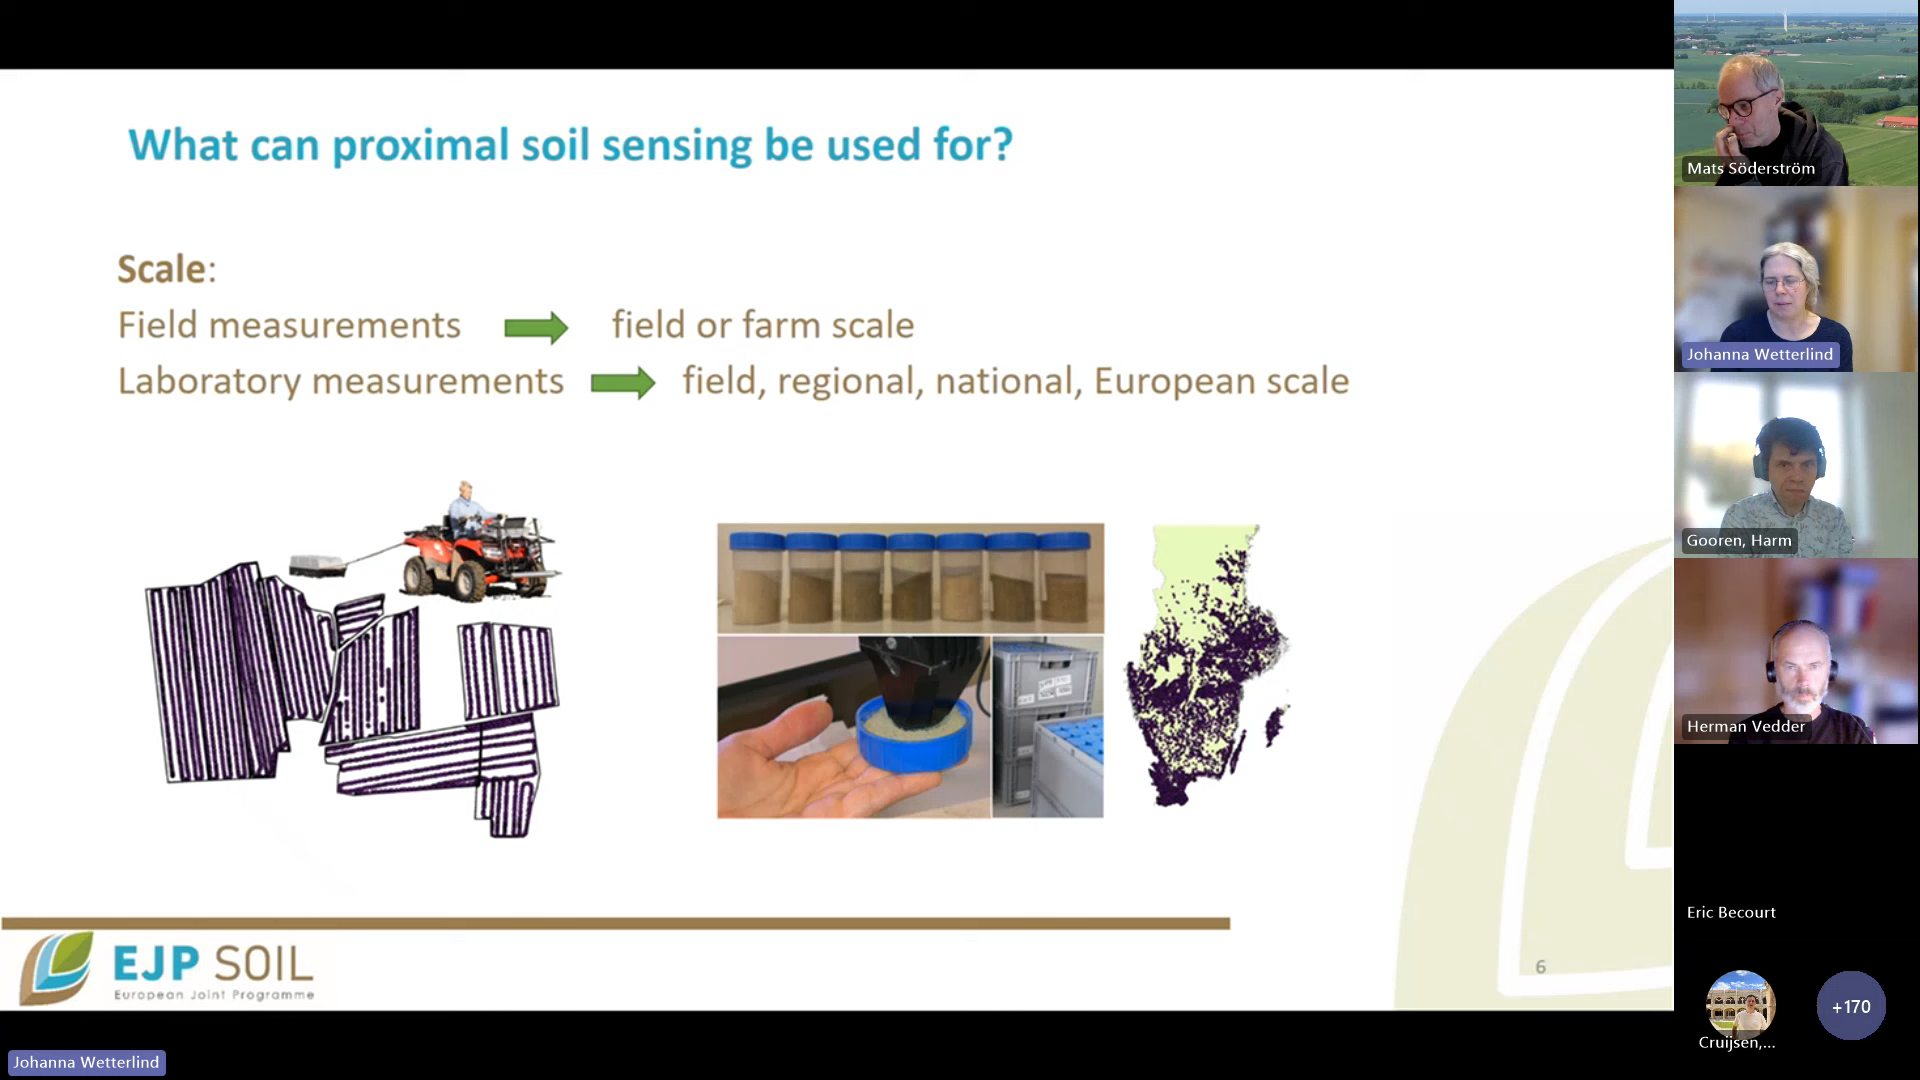 What can proximal soil sensing be used for?
Scale:
Field measurements field or farm scale
Laboratory measurements field, regional, national, European scale
EJP SOIL
European Joint Programme
6
Johanna Wetterlind
Mats Söderström
Johanna Wetterlind
Gooren, Harm
Herman Vedder
Eric Becourt
Cruijsen,...
+170